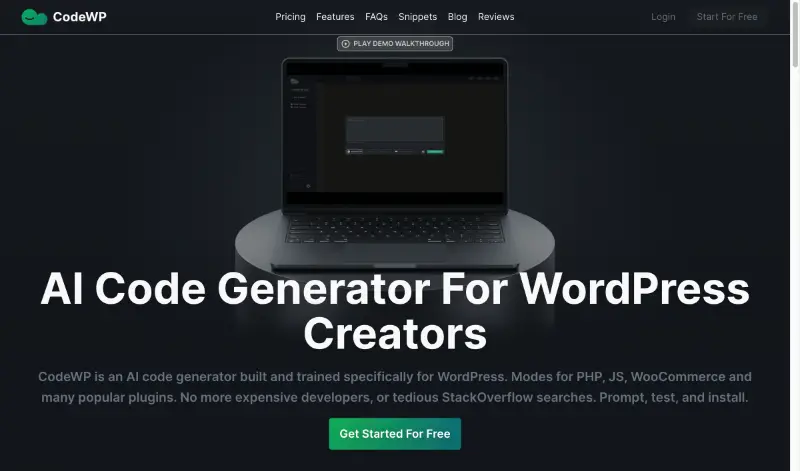 CodeWP
Pricing Features FAQs Snippets Blog Reviews
Login Start For Free
PLAY DEMO WALKTHROUGH
AI Code Generator For WordPress
Creators
CodeWP is an AI code generator built and trained specifically for WordPress. Modes for PHP, JS, WooCommerce and
many popular plugins. No more expensive developers, or tedious StackOverflow searches. Prompt, test, and install.
Get Started For Free